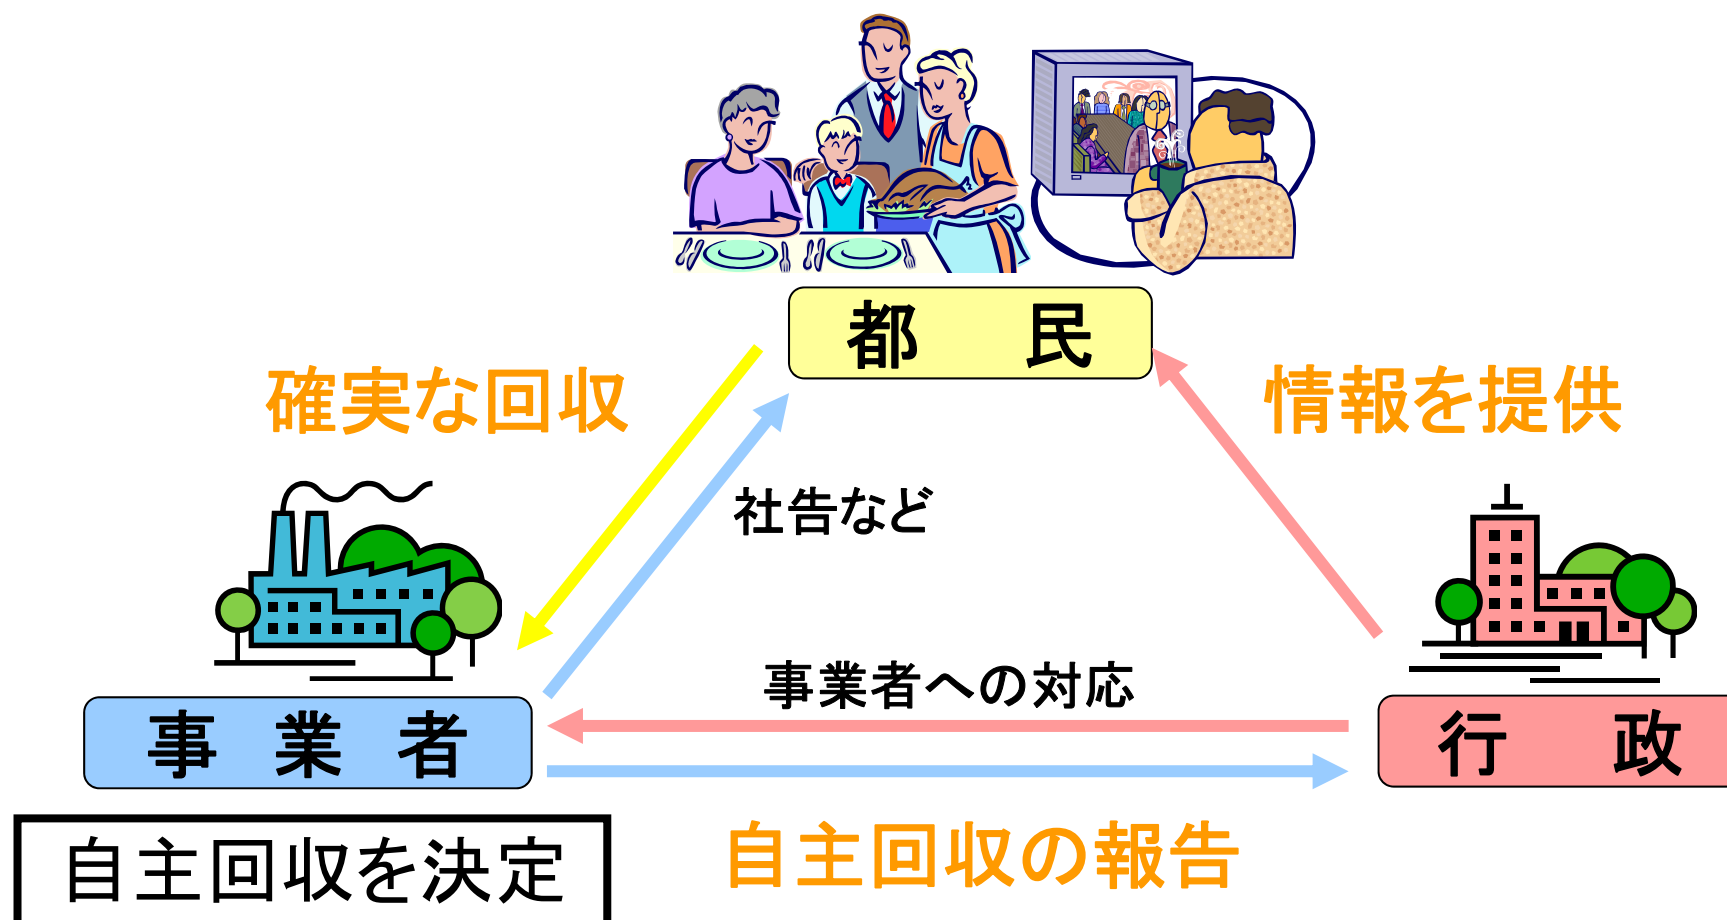 都 民
確実な回収
情報を提供
社告など
事業者への対応
事 業 者
行 政
自主回収を決定
自主回収の報告